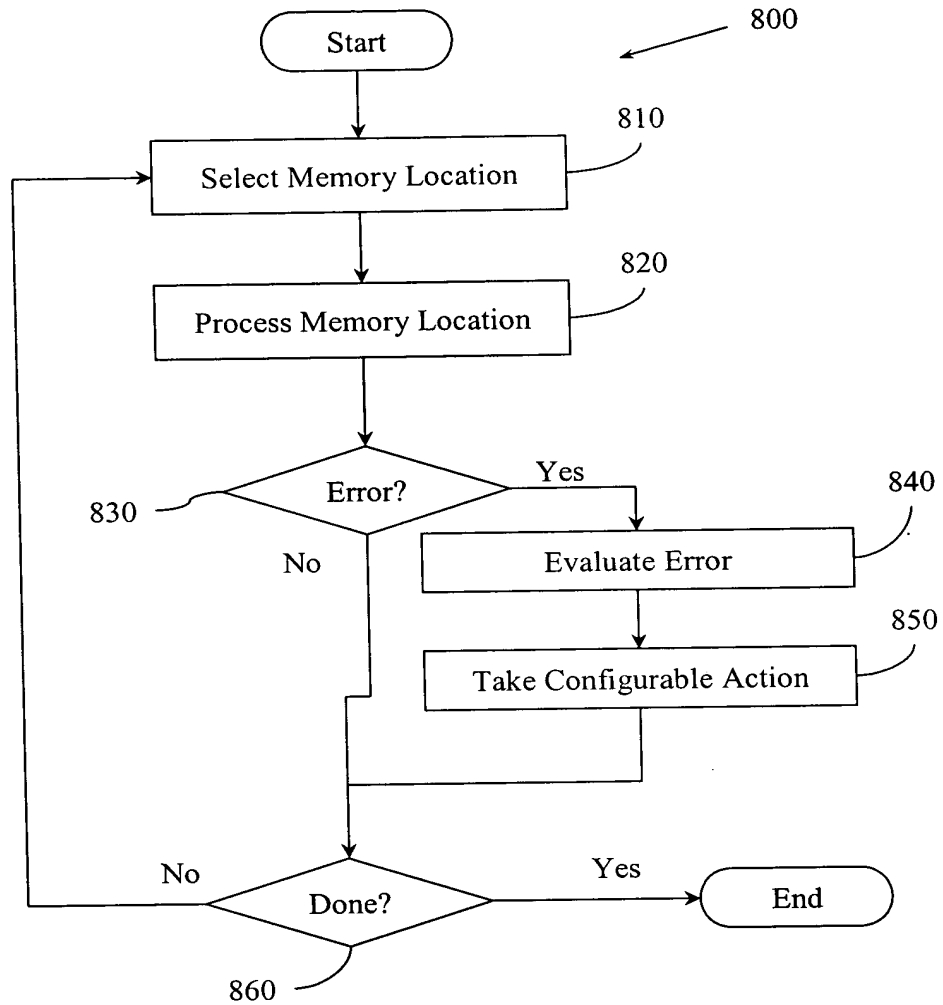 800
Start
810
Select Memory Location
820
Process Memory Location
Yes
Error?
830
840
No
Evaluate Error
850
Take Configurable Action
No
Yes
Done?
End
860